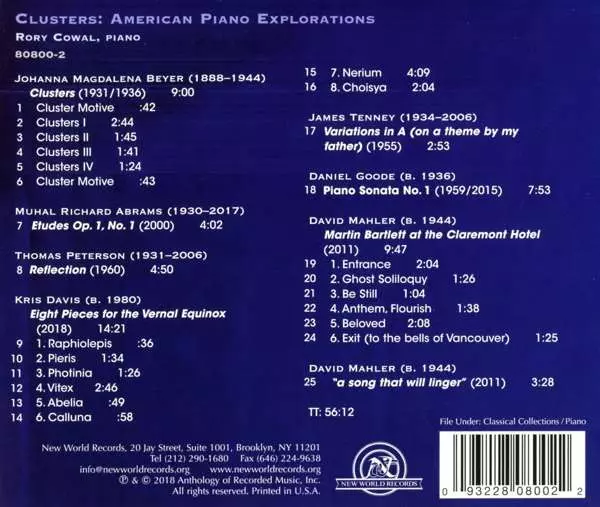 Clusters: American Piano Explorations
Rory Cowal, piano
80800-2
Johanna Magdalena Beyer (1888–1944)
Clusters (1931/1936) 9:00
1 Cluster Motive :42
2 Clusters I 2:44
3 Clusters II 1:45
4 Clusters III 1:41
5 Clusters IV 1:24
6 Cluster Motive :43
Muhal Richard Abrams (1930–2017)
7 Etudes Op. 1, No. 1 (2000) 4:02
Thomas Peterson (1931–2006)
8 Reflection (1960) 4:50
Kris Davis (b. 1980)
Eight Pieces for the Vernal Equinox
(2018) 14:21
9 1. Raphiolepis :36
10 2. Pieris 1:34
11 3. Photinia 1:26
12 4. Vitex 2:46
13 5. Abelia :49
14 6. Calluna :58
15 7. Nerium 4:09
16 8. Choisya 2:04
James Tenney (1934–2006)
17 Variations in A (on a theme by my
father) (1955) 2:53
Daniel Goode (b. 1936)
18 Piano Sonata No. 1 (1959/2015) 7:53
David Mahler (b. 1944)
Martin Bartlett at the Claremont Hotel
(2011) 9:47
19 1. Entrance 2:04
20 2. Ghost Soliloquy 1:26
21 3. Be Still 1:04
22 4. Anthem, Flourish 1:38
23 5. Beloved 2:08
24 6. Exit (to the bells of Vancouver) 1:25
David Mahler (b. 1944)
25 "a song that will linger" (2011) 3:28
TT: 56:12
New World Records, 20 Jay Street, Suite 1001, Brooklyn, NY 11201
Tel (212) 290-1680 Fax (646) 224-9638
info@newworldrecords.org www.newworldrecords.org
℗ & © 2018 Anthology of Recorded Music, Inc.
All rights reserved. Printed in U.S.A.
NEW WORLD RECORDS
File Under: Classical Collections/Piano
0 93228 08002 2